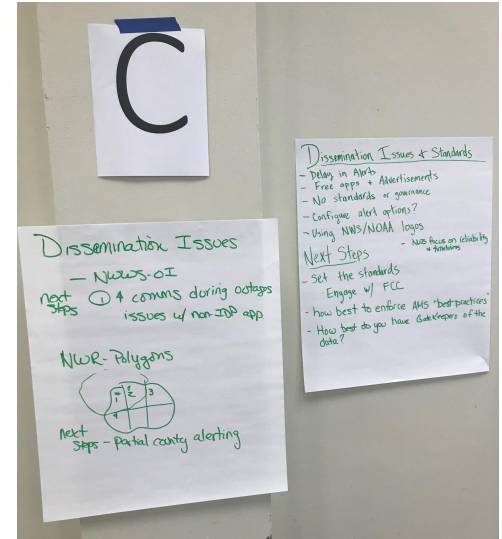 C
Dissemination Issues
- NWWS-OI
next steps ① 4 comms during outages
issues w/ non-IDP app
NWR - Polygons
1 2 3
4
next steps - partial county alerting
Dissemination Issues & Standards
- Delay in Alerts
- Free apps + Advertisements
- No standards or governance
- Configure alert options?
- Using NWS/NOAA logos
- NWS focus on reliability
+ timeliness
Next Steps
- set the standards
- Engage w/ FCC
- how best to enforce AMS "best practices"
- How best do you have Gatekeepers of the
data?